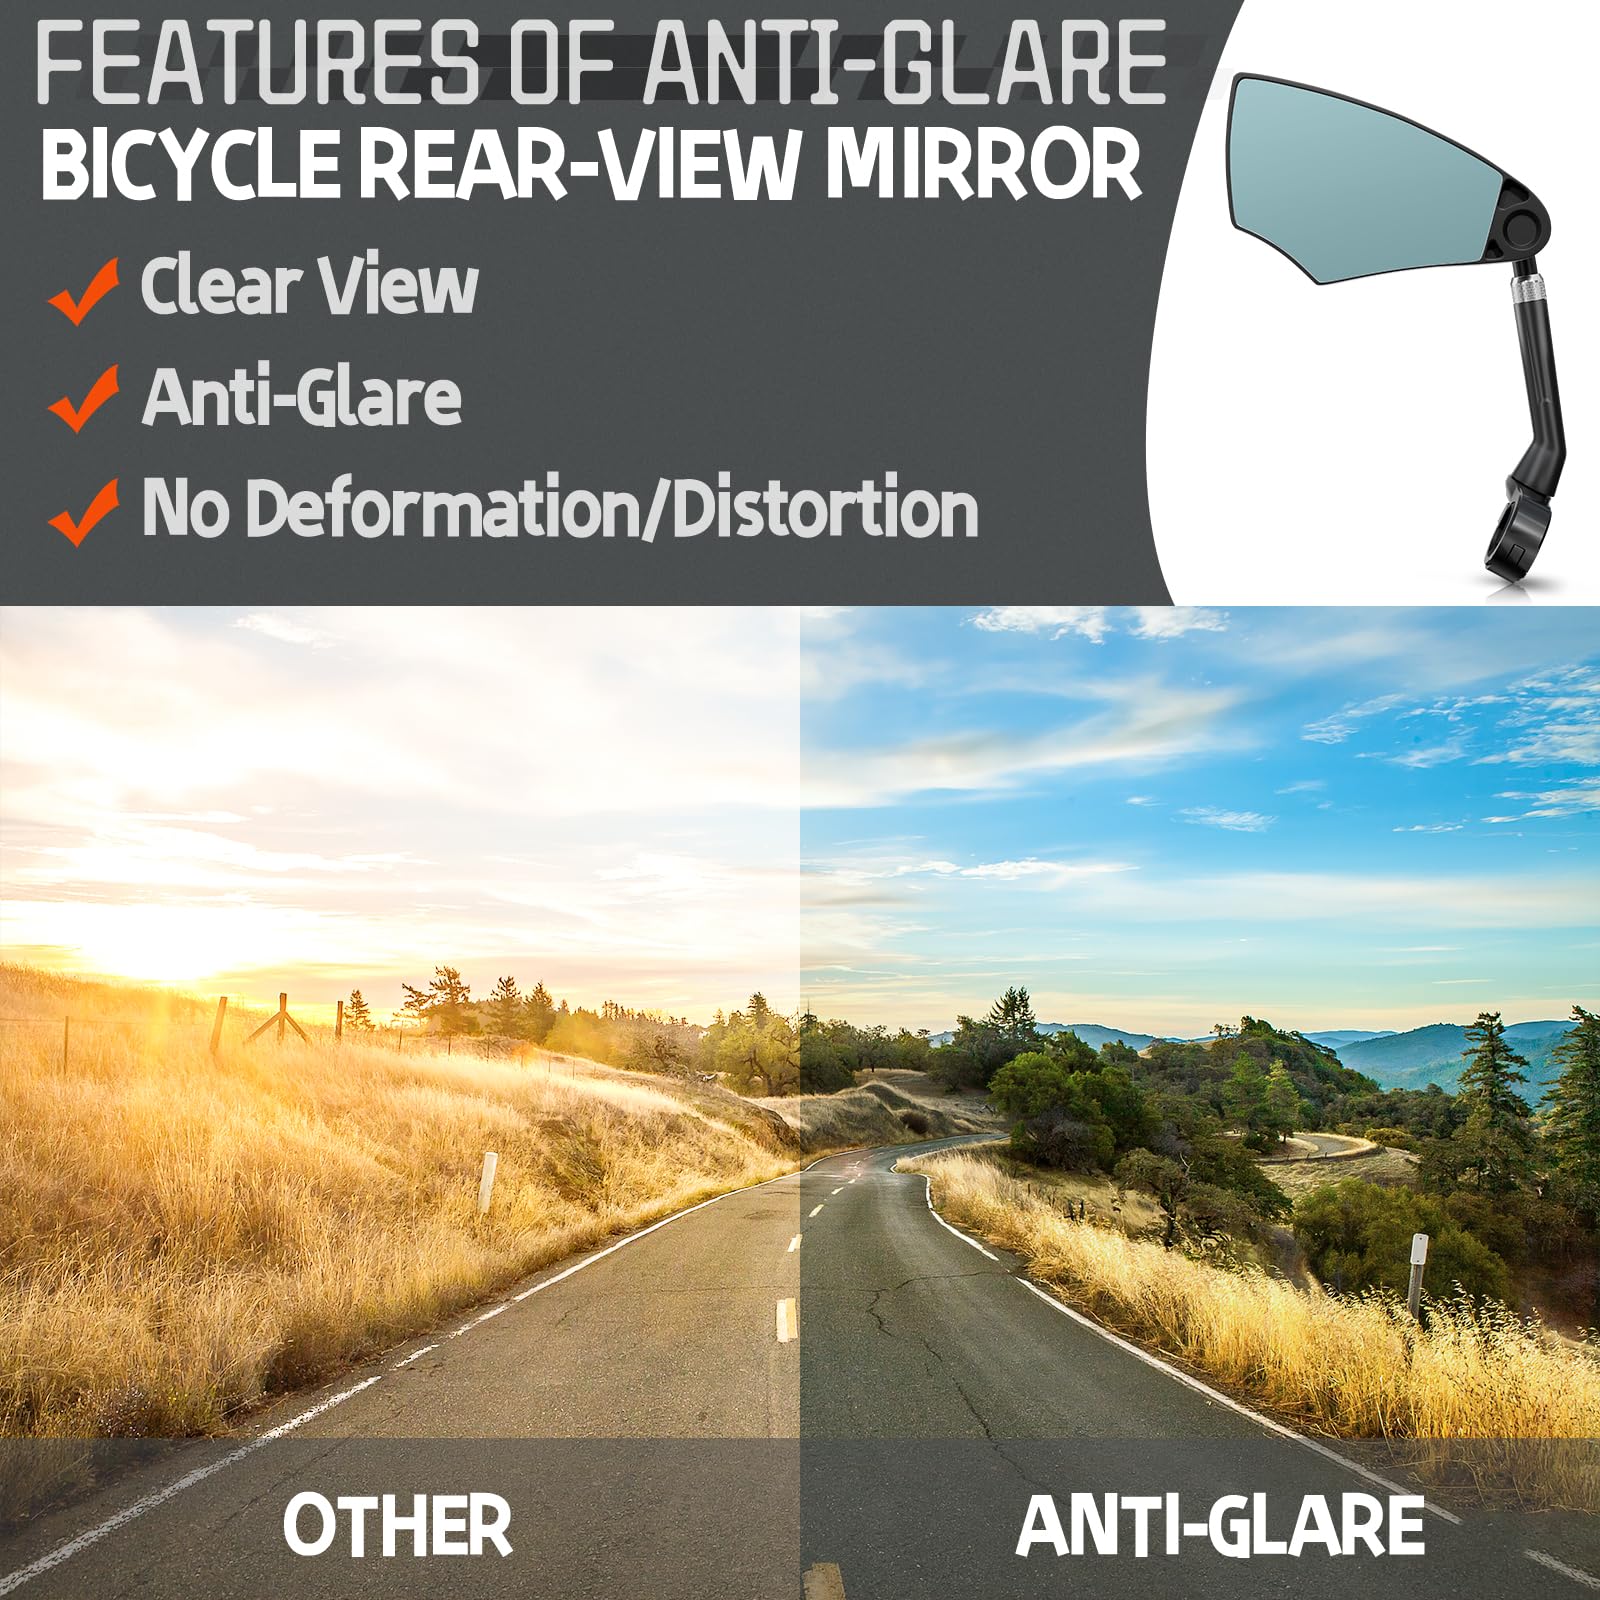 FEATURES OF ANTI-GLARE
BICYCLE REAR-VIEW MIRROR
Clear View
Anti-Glare
No Deformation/Distortion
OTHER
ANTI-GLARE